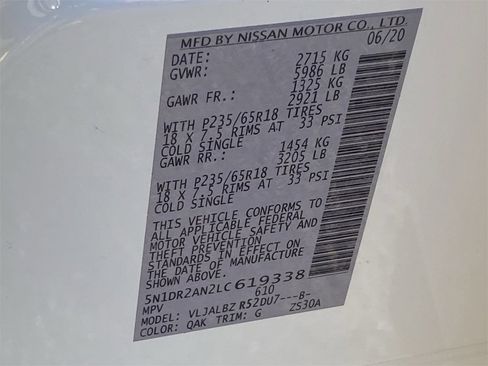 MFD BY NISSAN MOTOR CO., LTD.
DATE: 06/20
GVWR: 2715 KG
5986 LB
GAWR FR.: 1325 KG
2921 LB
WITH P235/65R18 TIRES
18 X 7.5 RIMS AT 33 PSI
COLD SINGLE
GAWR RR.: 1454 KG
3205 LB
WITH P235/65R18 TIRES
18 X 7.5 RIMS AT 33 PSI
COLD SINGLE
THIS VEHICLE CONFORMS TO
ALL APPLICABLE FEDERAL
MOTOR VEHICLE SAFETY AND
THEFT PREVENTION
STANDARDS IN EFFECT ON
THE DATE OF MANUFACTURE
SHOWN ABOVE.
5N1DR2AN2LC619338
MPV 610
MODEL: VLJALBZ R52DU7---B-
COLOR: QAK TRIM: G ZS30A